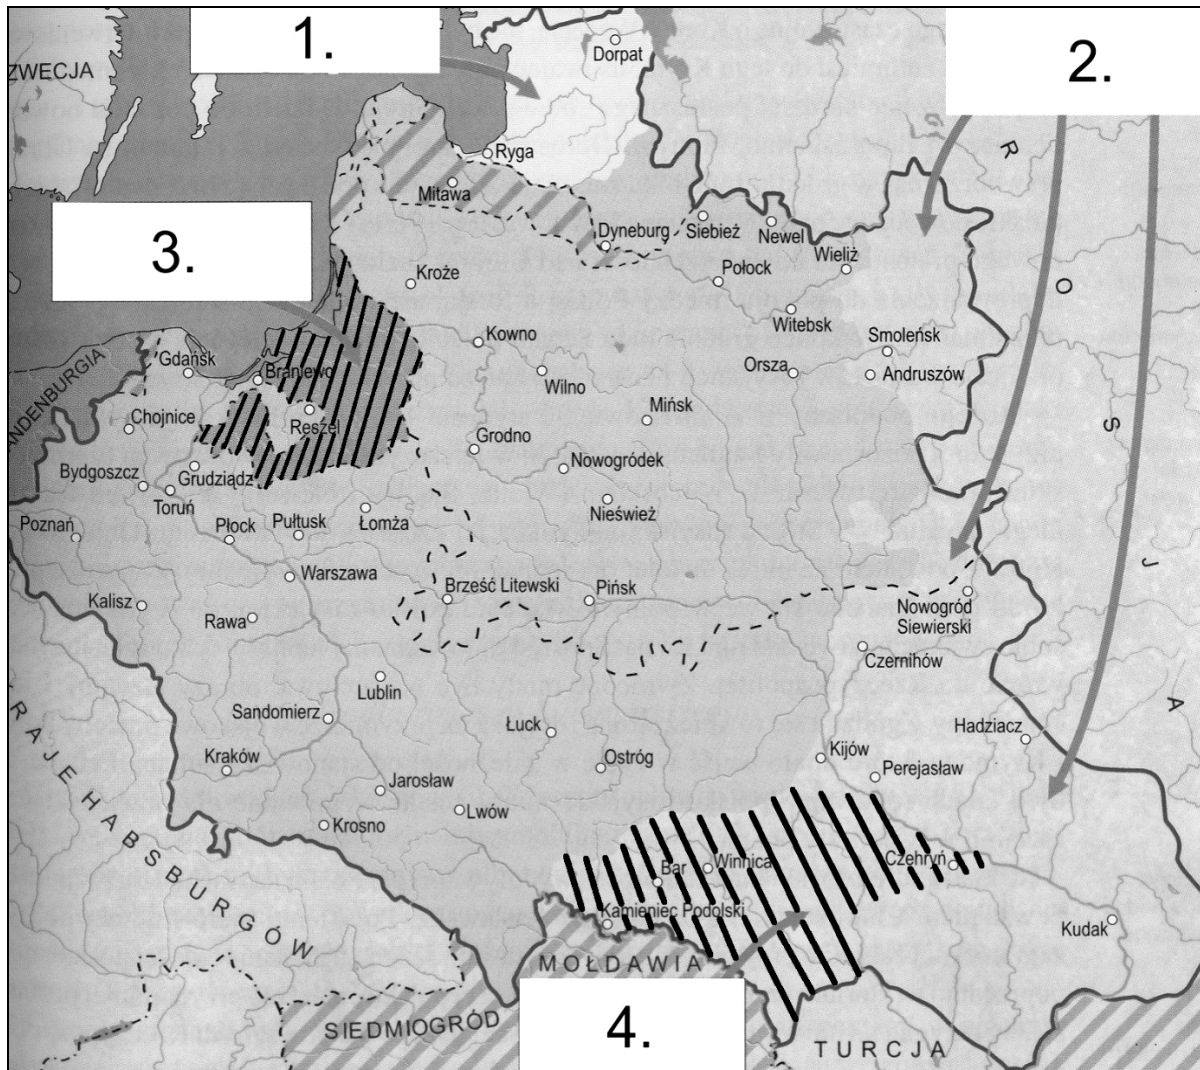 1.
2.
3.
4.
ZWECJA
Dorpat
Ryga
Mitawa
Dyneburg
Siebież
Newel
Wieliż
Połock
Kroże
Witebsk
Kowno
Smoleńsk
Orsza
Andruszów
Wilno
Gdańsk
Braniewo
BRANDENBURGIA
Chojnice
Reszel
Mińsk
Grodno
Nowogródek
Bydgoszcz
Grudziądz
Toruń
Nieśwież
Poznań
Płock
Pułtusk
Łomża
Warszawa
Brześć Litewski
Pińsk
Kalisz
Rawa
Nowogród
Siewierski
Czernihów
Lublin
Sandomierz
Łuck
Hadziacz
Kraków
Ostróg
Kijów
Perejasław
Jarosław
Lwów
Krosno
Czehryń
Bar
Winnica
Kamieniec Podolski
Kudak
ROSJA
KRAJE HABSBURGÓW
MOŁDAWIA
SIEDMIOGRÓD
TURCJA